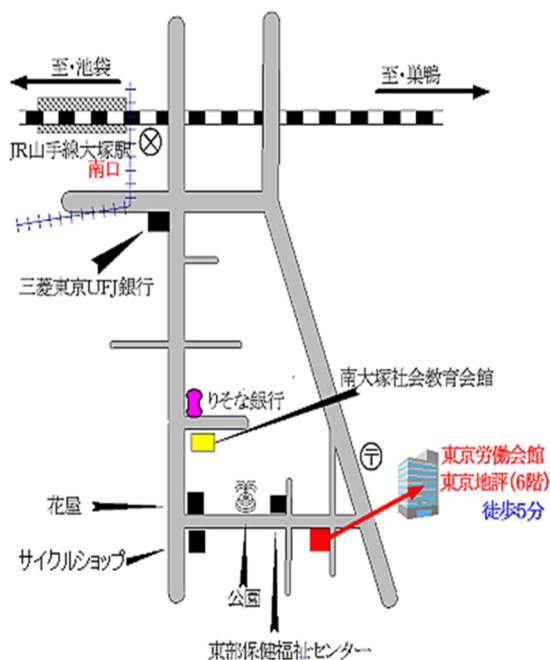 至・池袋
至・巣鴨
JR山手線大塚駅
南口
三菱東京UFJ銀行
南大塚社会教育会館
りそな銀行
東京労働会館
東京地評(6階)
徒歩5分
花屋
サイクルショップ
公園
東部保健福祉センター